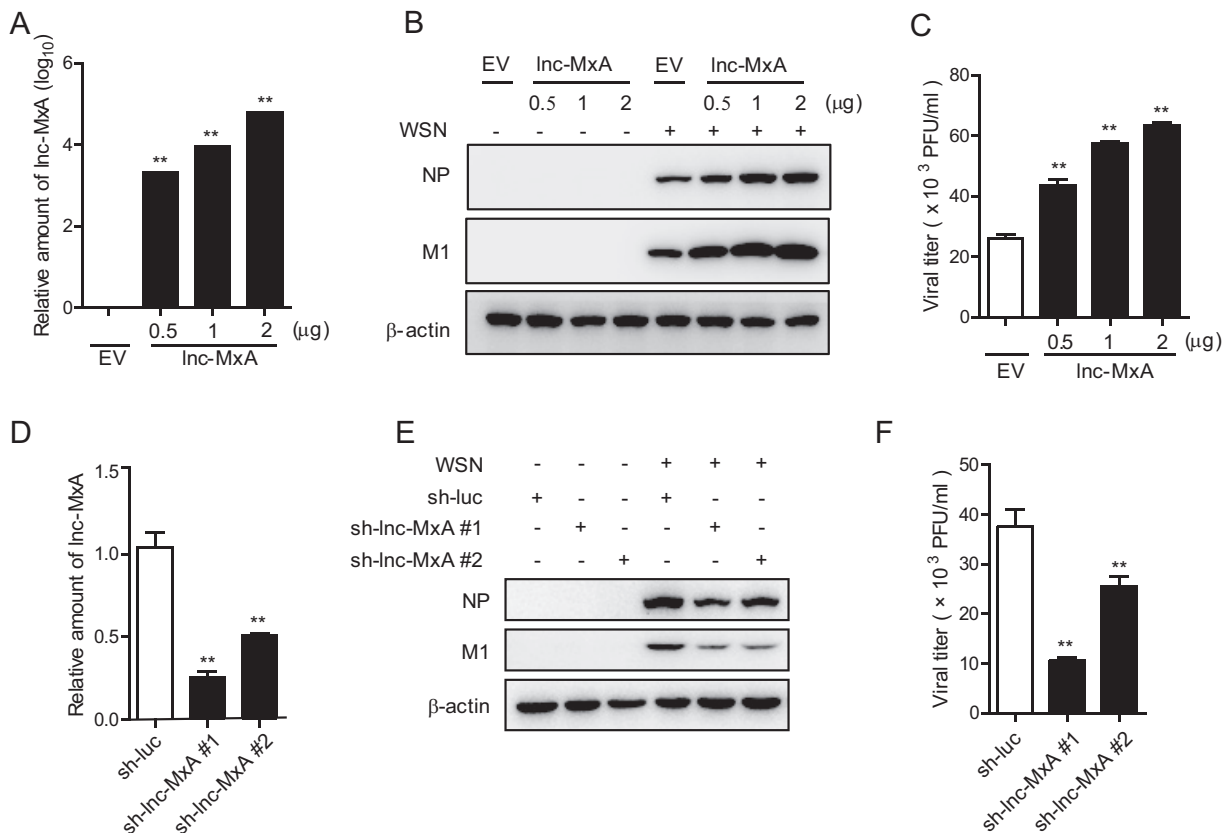 A
Relative amount of lnc-MxA (log10)
6
4
2
0
** ** **
0.5 1 2 (μg)
EV lnc-MxA
B
EV lnc-MxA EV lnc-MxA
0.5 1 2 0.5 1 2 (μg)
WSN - - - - + + + +
NP
M1
β-actin
C
Viral titer ( x 10 3 PFU/ml)
80
60
40
20
0
** ** **
0.5 1 2 (μg)
EV lnc-MxA
D
Relative amount of lnc-MxA
1.5
1.0
0.5
0.0
** **
sh-luc
sh-lnc-MxA #1
sh-lnc-MxA #2
E
WSN - - - + + +
sh-luc + - - + - -
sh-lnc-MxA #1 - + - - + -
sh-lnc-MxA #2 - - + - - +
NP
M1
β-actin
F
Viral titer ( × 10 3 PFU/ml)
50
40
30
20
10
0
** **
sh-luc
sh-lnc-MxA #1
sh-lnc-MxA #2